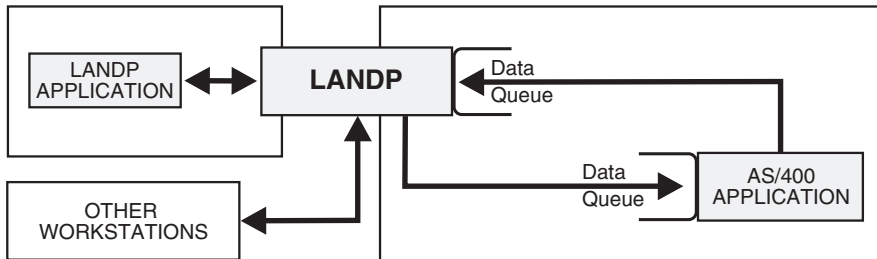 LANDP
APPLICATION
LANDP
Data
Queue
Data
Queue
AS/400
APPLICATION
OTHER
WORKSTATIONS